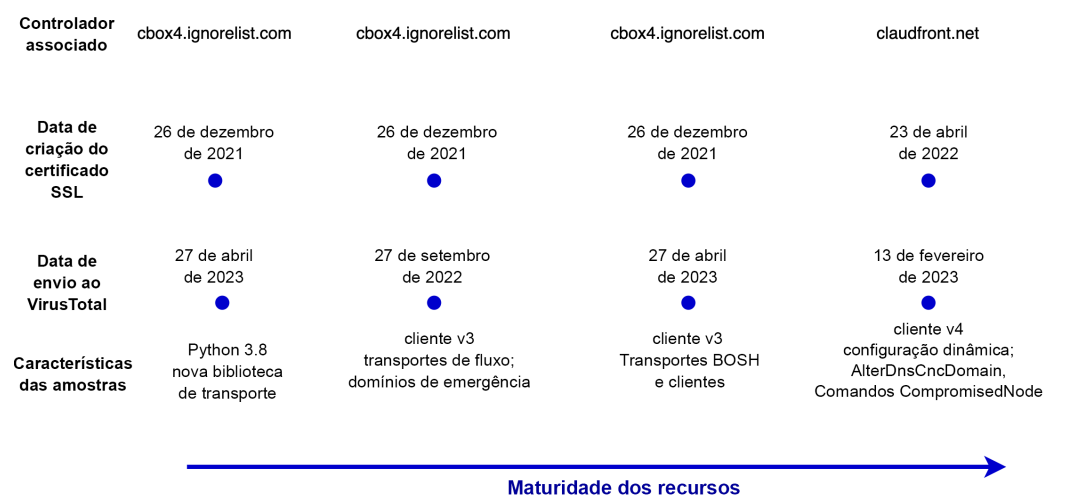 Controlador
associado
cbox4.ignorelist.com
cbox4.ignorelist.com
cbox4.ignorelist.com
claudfront.net
Data de
criação do
certificado
SSL
26 de dezembro
de 2021
26 de dezembro
de 2021
26 de dezembro
de 2021
23 de abril
de 2022
Data de
envio ao
VirusTotal
27 de abril
de 2023
27 de setembro
de 2022
27 de abril
de 2023
13 de fevereiro
de 2023
Características
das amostras
Python 3.8
nova biblioteca
de transporte
cliente v3
transportes de fluxo;
domínios de emergência
cliente v3
Transportes BOSH
e clientes
cliente v4
configuração dinâmica;
AlterDnsCncDomain,
Comandos CompromisedNode
Maturidade dos recursos